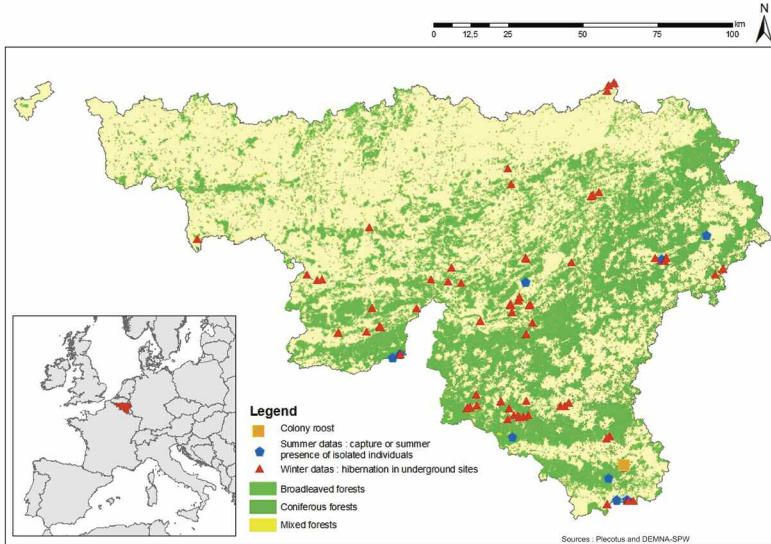 N
km
0 12,5 25 50 75 100
Legend
Colony roost
Summer datas : capture or summer
presence of isolated individuals
Winter datas : hibernation in underground sites
Broadleaved forests
Coniferous forests
Mixed forests
Sources : Plecotus and DEMNA-SPW